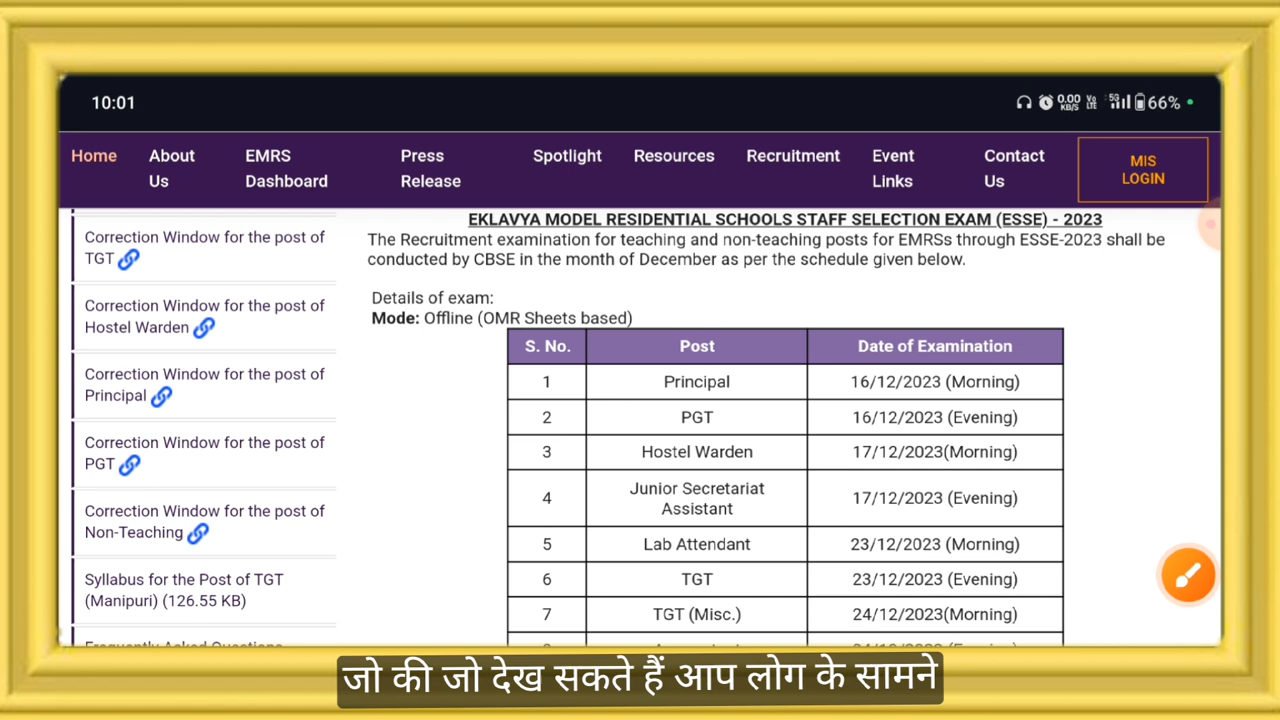 10:01
0.00 KB/S Vo LTE 5G 66%
Home
About Us
EMRS Dashboard
Press Release
Spotlight
Resources
Recruitment
Event Links
Contact Us
MIS LOGIN
Correction Window for the post of
TGT
Correction Window for the post of
Hostel Warden
Correction Window for the post of
Principal
Correction Window for the post of
PGT
Correction Window for the post of
Non-Teaching
Syllabus for the Post of TGT
(Manipuri) (126.55 KB)
Frequently Asked Questions
EKLAVYA MODEL RESIDENTIAL SCHOOLS STAFF SELECTION EXAM (ESSE) - 2023
The Recruitment examination for teaching and non-teaching posts for EMRSs through ESSE-2023 shall be
conducted by CBSE in the month of December as per the schedule given below.
Details of exam:
Mode: Offline (OMR Sheets based)
S. No. Post Date of Examination
1 Principal 16/12/2023 (Morning)
2 PGT 16/12/2023 (Evening)
3 Hostel Warden 17/12/2023(Morning)
4 Junior Secretariat Assistant 17/12/2023 (Evening)
5 Lab Attendant 23/12/2023 (Morning)
6 TGT 23/12/2023 (Evening)
7 TGT (Misc.) 24/12/2023(Morning)
जो की जो देख सकते हैं आप लोग के सामने